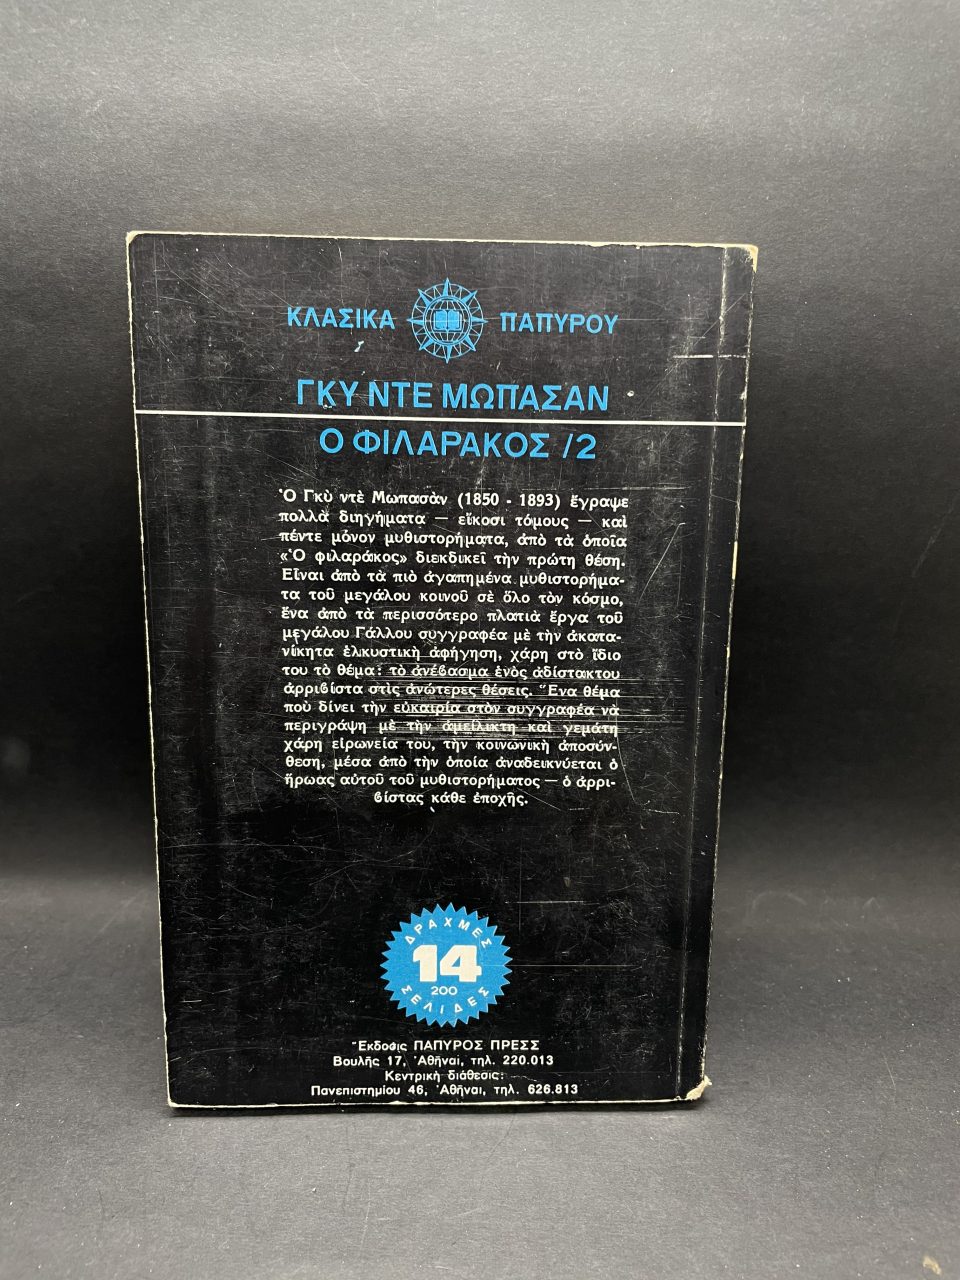 ΚΛΑΣΙΚΑ ΠΑΠΥΡΟΥ
ΓΚΥ ΝΤΕ ΜΩΠΑΣΑΝ
Ο ΦΙΛΑΡΑΚΟΣ /2
Ὁ Γκὺ ντὲ Μωπασὰν (1850 - 1893) ἔγραψε
πολλὰ διηγήματα — εἴκοσι τόμους — καὶ
πέντε μόνον μυθιστορήματα, ἀπὸ τὰ ὁποῖα
«Ὁ φιλαράκος» διεκδικεῖ τὴν πρώτη θέση.
Εἶναι ἀπὸ τὰ πιὸ ἀγαπημένα μυθιστορήμα-
τα τοῦ μεγάλου κοινοῦ σὲ ὅλο τὸν κόσμο,
ἕνα ἀπὸ τὰ περισσότερο πλατιὰ ἔργα τοῦ
μεγάλου Γάλλου συγγραφέα μὲ τὴν ἀκατα-
νίκητα ἑλκυστικὴ ἀφήγηση, χάρη στὸ ἴδιο
του τὸ θέμα: τὸ ἀνέβασμα ἑνὸς ἀδίστακτου
ἀρριβίστα στὶς ἀνώτερες θέσεις. Ἕνα θέμα
ποὺ δίνει τὴν εὐκαιρία στὸν συγγραφέα νὰ
περιγράψη μὲ τὴν ἀμείλικτη καὶ γεμάτη
χάρη εἰρωνεία του, τὴν κοινωνικὴ ἀποσύν-
θεση, μέσα ἀπὸ τὴν ὁποία ἀναδεικνύεται ὁ
ἥρωας αὐτοῦ τοῦ μυθιστορήματος — ὁ ἀρρι-
βίστας κάθε ἐποχῆς.
ΔΡΑΧΜΕΣ
14
200
ΣΕΛΙΔΕΣ
Ἔκδοσις ΠΑΠΥΡΟΣ ΠΡΕΣΣ
Βουλῆς 17, Ἀθῆναι, τηλ. 220.013
Κεντρικὴ διάθεσις:
Πανεπιστημίου 46, Ἀθῆναι, τηλ. 626.813